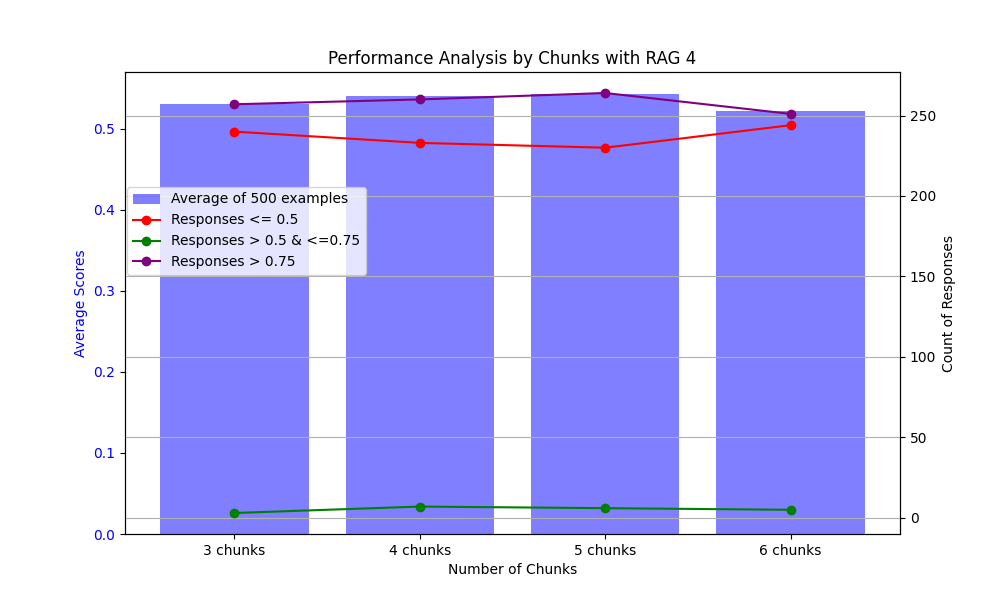 Performance Analysis by Chunks with RAG 4
Average Scores
0.5
0.4
0.3
0.2
0.1
0.0
Average of 500 examples
Responses <= 0.5
Responses > 0.5 & <=0.75
Responses > 0.75
250
200
150
100
50
0
Count of Responses
3 chunks
4 chunks
5 chunks
6 chunks
Number of Chunks